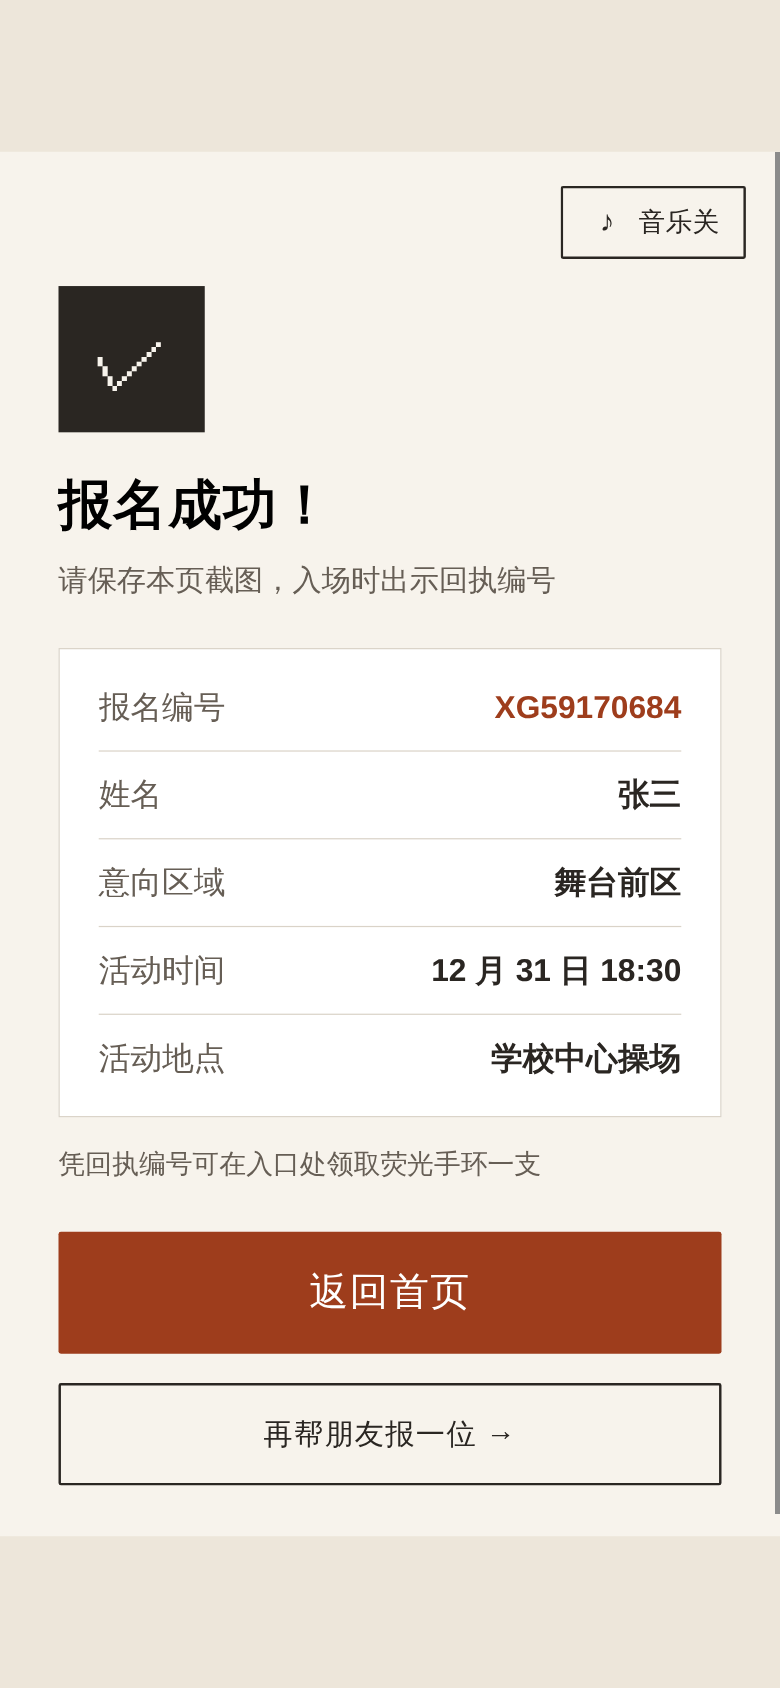 ♪ 音乐关
报名成功！
请保存本页截图，入场时出示回执编号
报名编号 XG59170684
姓名 张三
意向区域 舞台前区
活动时间 12 月 31 日 18:30
活动地点 学校中心操场
凭回执编号可在入口处领取荧光手环一支
返回首页
再帮朋友报一位 →